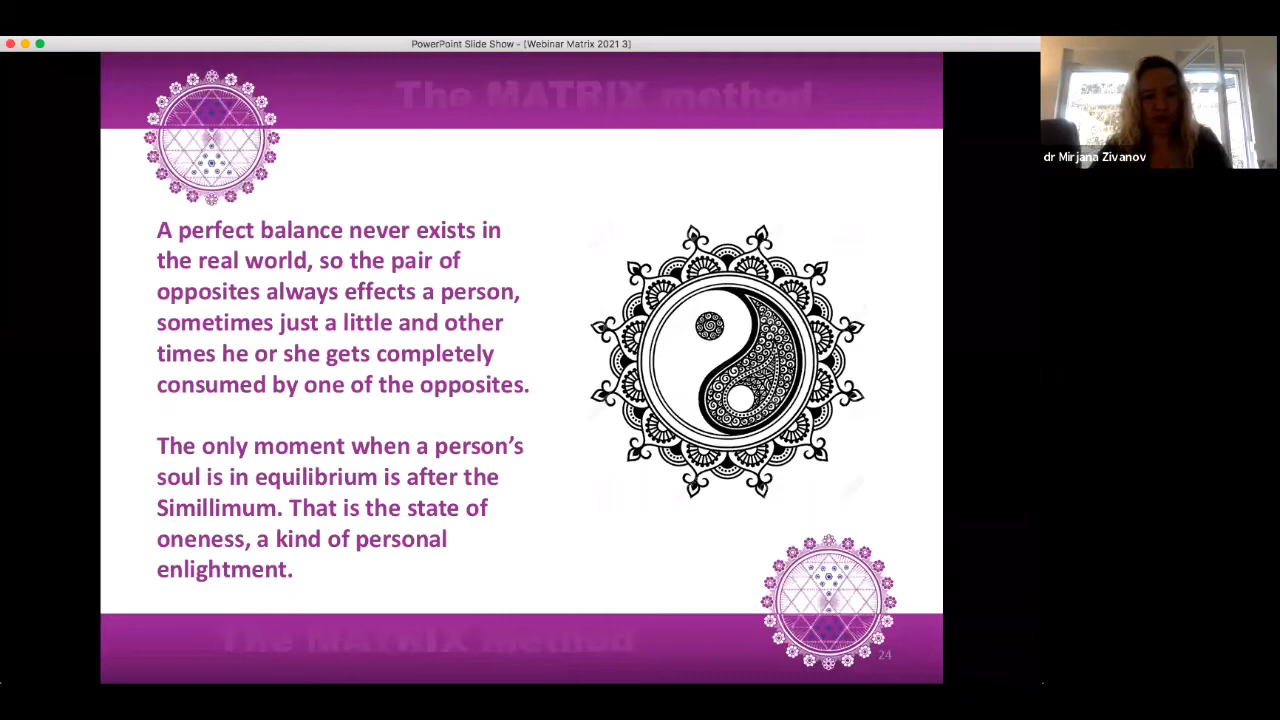 PowerPoint Slide Show - [Webinar Matrix 2021 3]
The MATRIX method
dr Mirjana Zivanov
A perfect balance never exists in
the real world, so the pair of
opposites always effects a person,
sometimes just a little and other
times he or she gets completely
consumed by one of the opposites.
The only moment when a person’s
soul is in equilibrium is after the
Simillimum. That is the state of
oneness, a kind of personal
enlightment.
The MATRIX method
24